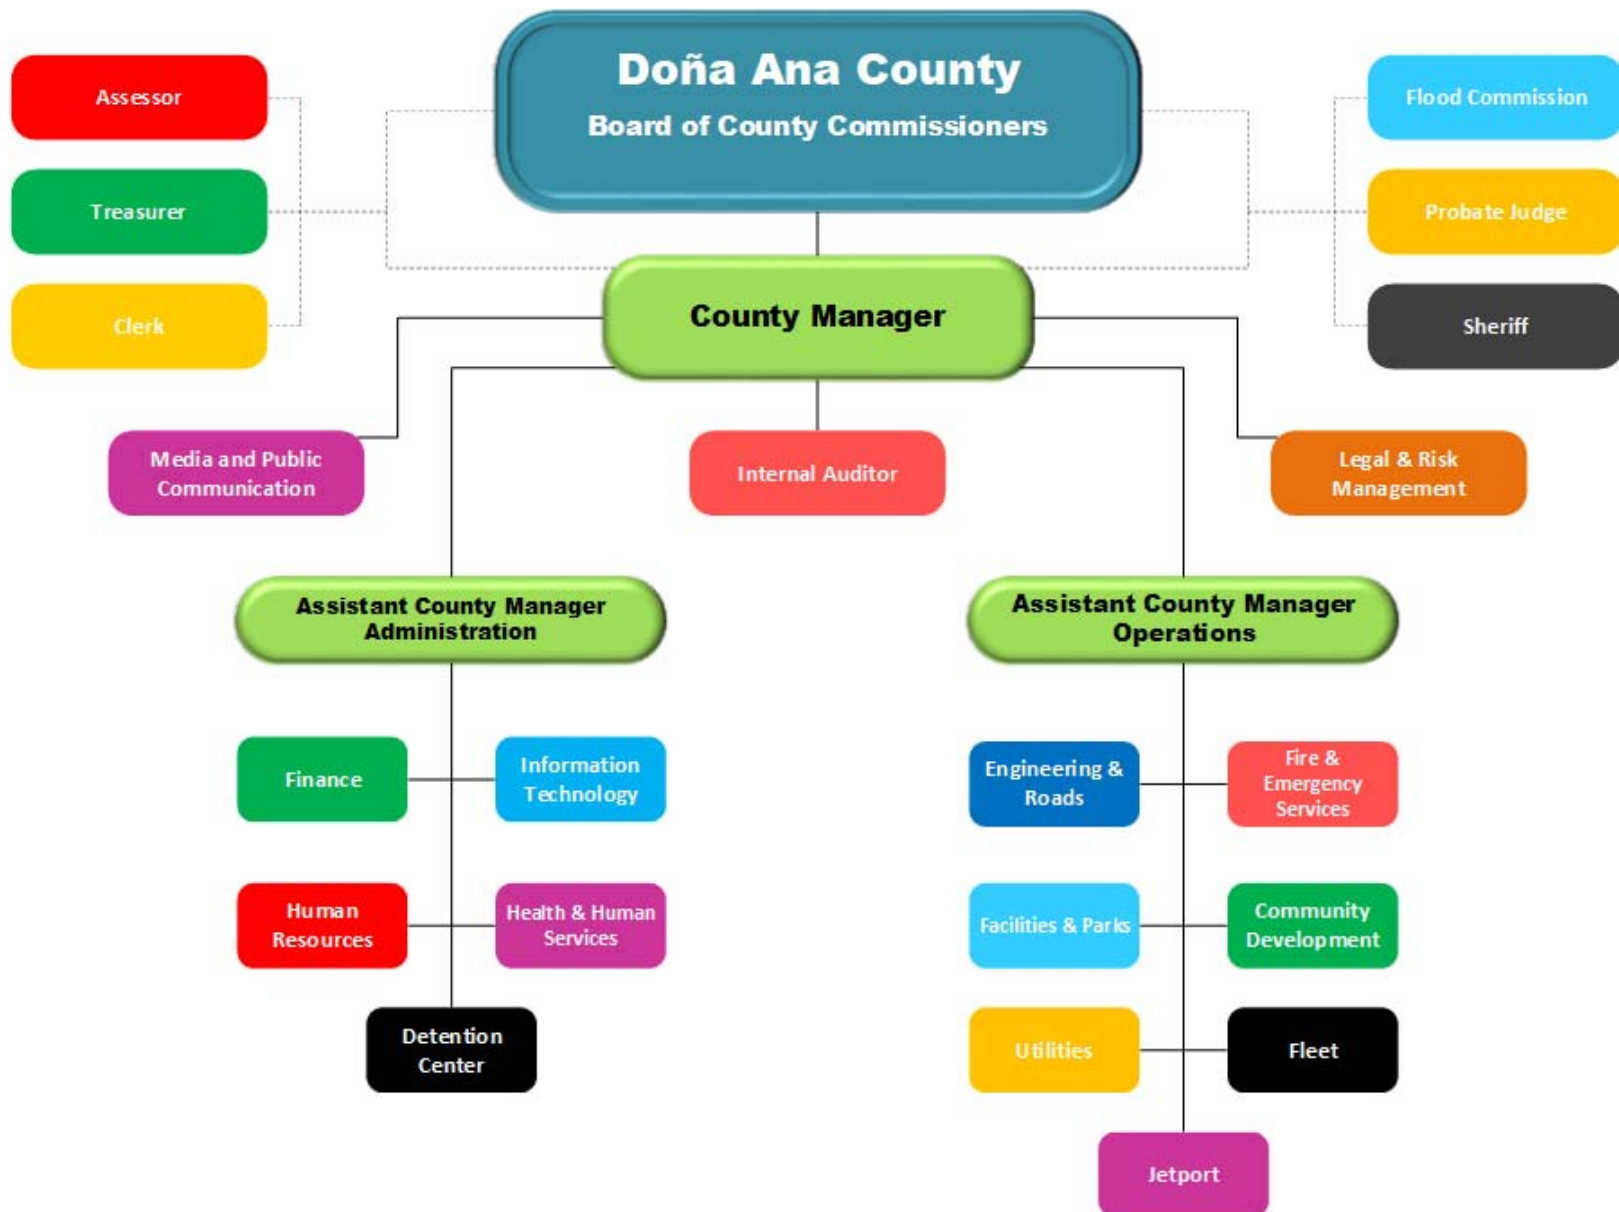 Doña Ana County
Board of County Commissioners
Assessor
Flood Commission
Treasurer
Probate Judge
Clerk
Sheriff
County Manager
Media and Public
Communication
Internal Auditor
Legal & Risk
Management
Assistant County Manager
Administration
Assistant County Manager
Operations
Finance
Information
Technology
Engineering &
Roads
Fire &
Emergency
Services
Human
Resources
Health & Human
Services
Facilities & Parks
Community
Development
Detention
Center
Utilities
Fleet
Jetport